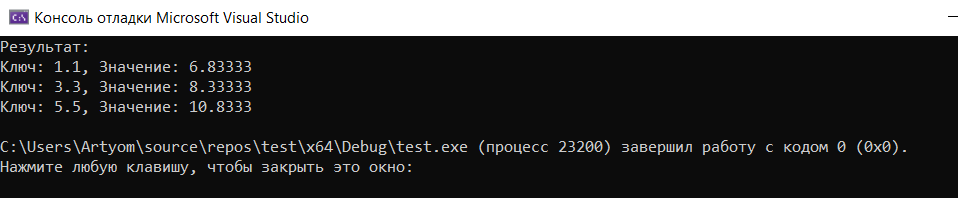 Консоль отладки Microsoft Visual Studio
Результат:
Ключ: 1.1, Значение: 6.83333
Ключ: 3.3, Значение: 8.33333
Ключ: 5.5, Значение: 10.8333
C:\Users\Artyom\source\repos\test\x64\Debug\test.exe (процесс 23200) завершил работу с кодом 0 (0x0).
Нажмите любую клавишу, чтобы закрыть это окно: